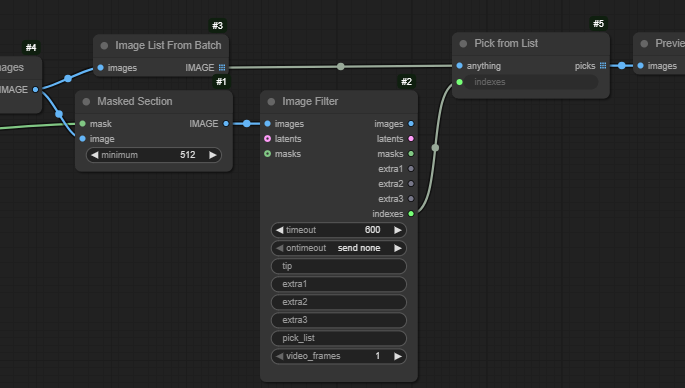 #4
ages
IMAGE
#3
Image List From Batch
images IMAGE
#1
Masked Section
mask IMAGE
image
minimum 512
#2
Image Filter
images images
latents latents
masks masks
extra1
extra2
extra3
indexes
timeout 600
ontimeout send none
tip
extra1
extra2
extra3
pick_list
video_frames 1
#5
Pick from List
anything picks
indexes
Previe
images